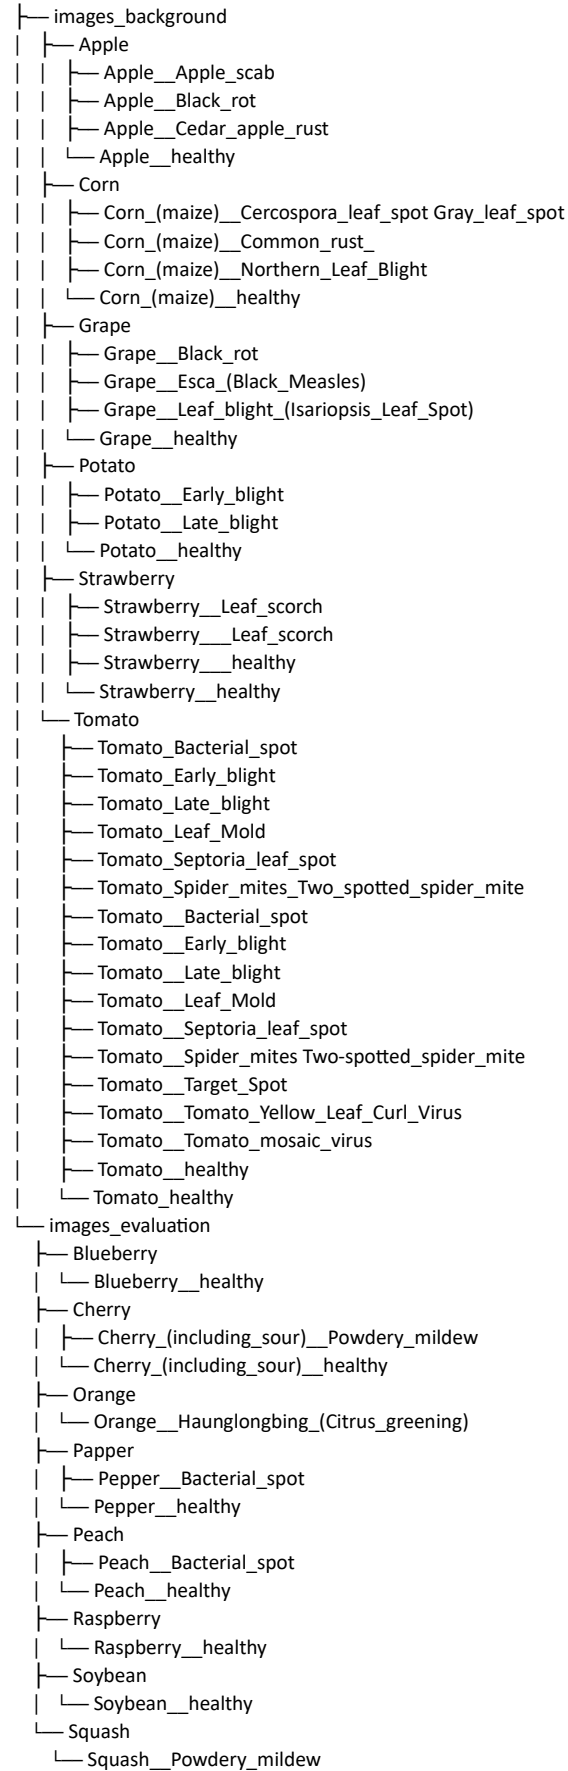 ├── images_background
│   ├── Apple
│   │   ├── Apple__Apple_scab
│   │   ├── Apple__Black_rot
│   │   ├── Apple__Cedar_apple_rust
│   │   └── Apple__healthy
│   ├── Corn
│   │   ├── Corn_(maize)__Cercospora_leaf_spot Gray_leaf_spot
│   │   ├── Corn_(maize)__Common_rust_
│   │   ├── Corn_(maize)__Northern_Leaf_Blight
│   │   └── Corn_(maize)__healthy
│   ├── Grape
│   │   ├── Grape__Black_rot
│   │   ├── Grape__Esca_(Black_Measles)
│   │   ├── Grape__Leaf_blight_(Isariopsis_Leaf_Spot)
│   │   └── Grape__healthy
│   ├── Potato
│   │   ├── Potato__Early_blight
│   │   ├── Potato__Late_blight
│   │   └── Potato__healthy
│   ├── Strawberry
│   │   ├── Strawberry__Leaf_scorch
│   │   ├── Strawberry___Leaf_scorch
│   │   ├── Strawberry___healthy
│   │   └── Strawberry__healthy
│   └── Tomato
│       ├── Tomato_Bacterial_spot
│       ├── Tomato_Early_blight
│       ├── Tomato_Late_blight
│       ├── Tomato_Leaf_Mold
│       ├── Tomato_Septoria_leaf_spot
│       ├── Tomato_Spider_mites_Two_spotted_spider_mite
│       ├── Tomato__Bacterial_spot
│       ├── Tomato__Early_blight
│       ├── Tomato__Late_blight
│       ├── Tomato__Leaf_Mold
│       ├── Tomato__Septoria_leaf_spot
│       ├── Tomato__Spider_mites Two-spotted_spider_mite
│       ├── Tomato__Target_Spot
│       ├── Tomato__Tomato_Yellow_Leaf_Curl_Virus
│       ├── Tomato__Tomato_mosaic_virus
│       ├── Tomato__healthy
│       └── Tomato_healthy
└── images_evaluation
    ├── Blueberry
    │   └── Blueberry__healthy
    ├── Cherry
    │   ├── Cherry_(including_sour)__Powdery_mildew
    │   └── Cherry_(including_sour)__healthy
    ├── Orange
    │   └── Orange__Haunglongbing_(Citrus_greening)
    ├── Papper
    │   ├── Pepper__Bacterial_spot
    │   └── Pepper__healthy
    ├── Peach
    │   ├── Peach__Bacterial_spot
    │   └── Peach__healthy
    ├── Raspberry
    │   └── Raspberry__healthy
    ├── Soybean
    │   └── Soybean__healthy
    └── Squash
        └── Squash__Powdery_mildew